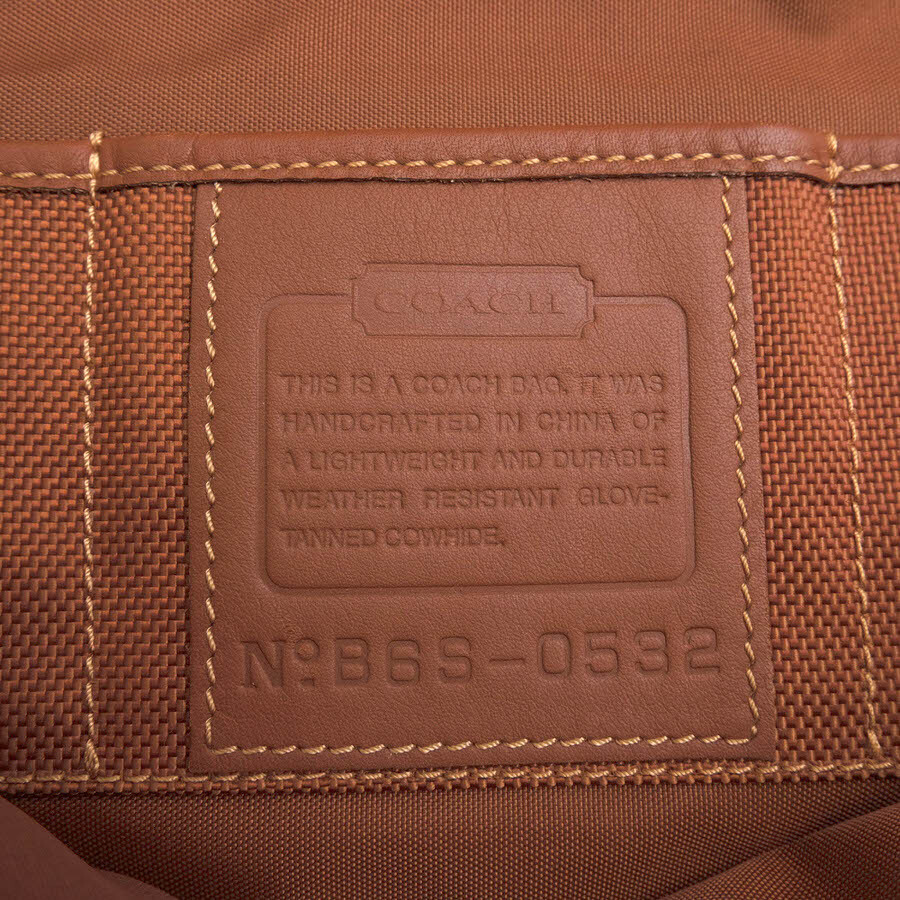 COACH
THIS IS A COACH BAG. IT WAS
HANDCRAFTED IN CHINA OF
A LIGHTWEIGHT AND DURABLE
WEATHER RESISTANT GLOVE-
TANNED COWHIDE.
Nº B6S-0532